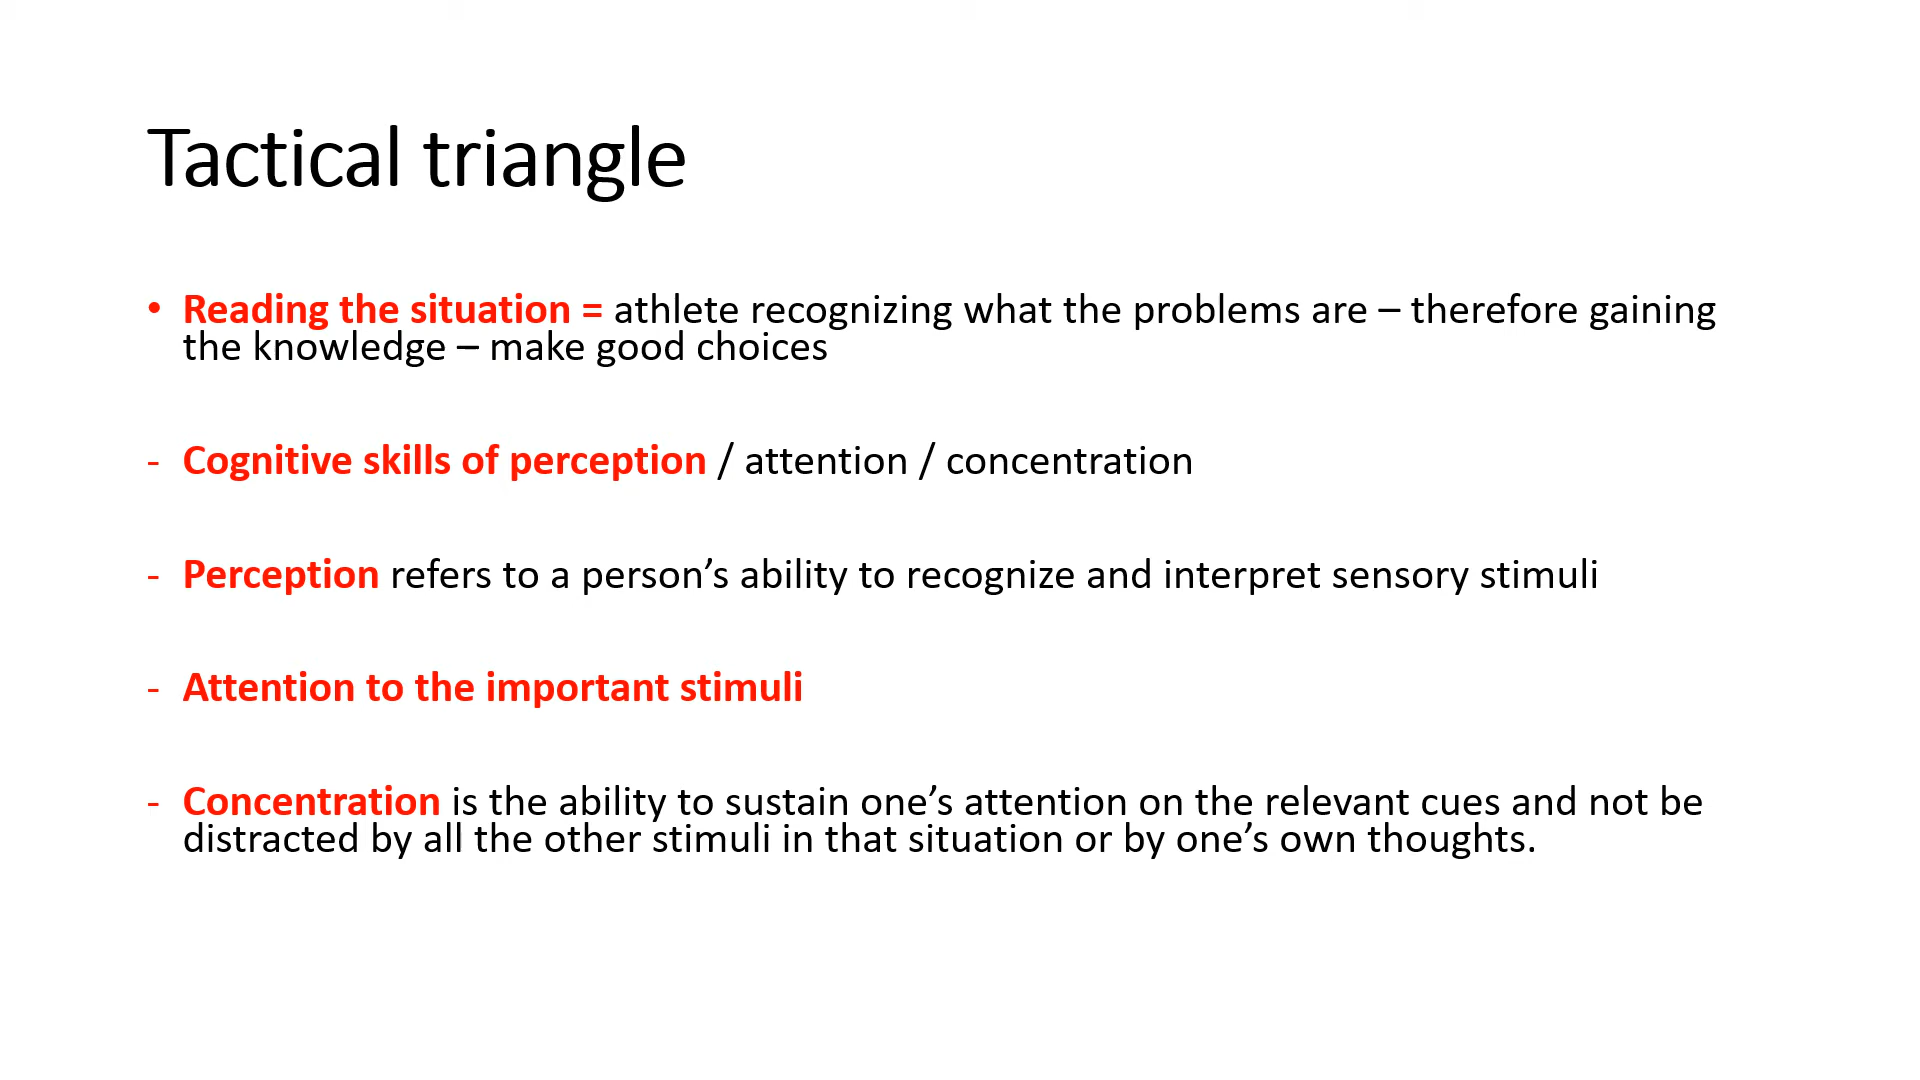 Tactical triangle
• Reading the situation = athlete recognizing what the problems are – therefore gaining
the knowledge – make good choices
- Cognitive skills of perception / attention / concentration
- Perception refers to a person’s ability to recognize and interpret sensory stimuli
- Attention to the important stimuli
- Concentration is the ability to sustain one’s attention on the relevant cues and not be
distracted by all the other stimuli in that situation or by one’s own thoughts.